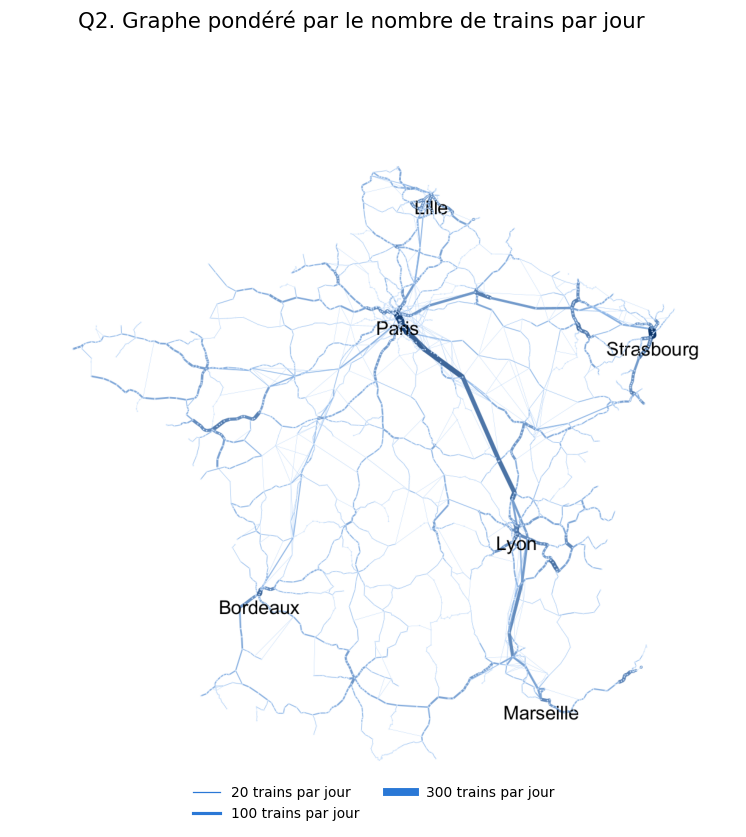 Q2. Graphe pondéré par le nombre de trains par jour
Lille
Paris
Strasbourg
Lyon
Bordeaux
Marseille
20 trains par jour
100 trains par jour
300 trains par jour